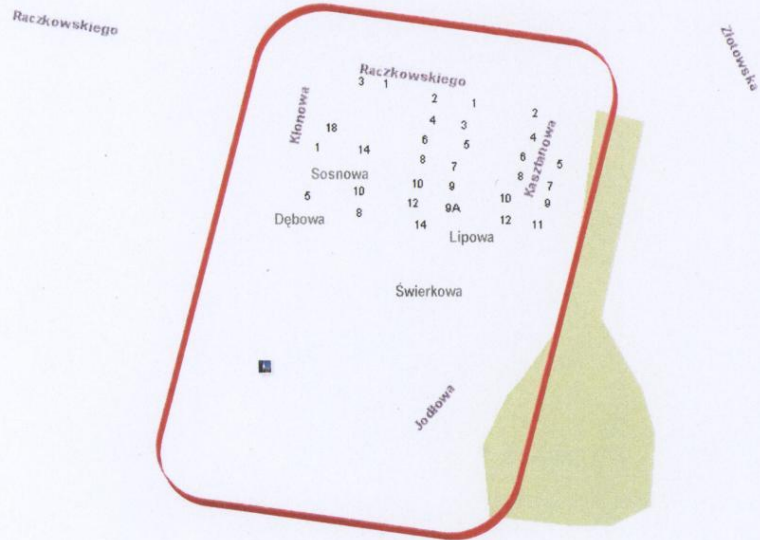 Raczkowskiego
Złotowska
Raczkowskiego
3 1
2 1 2
Klonowa
4 3 4
18
6 5
Kasztanowa
1 14
8 7 6 5
Sosnowa
8
10 10 9 7
5
12 9A 10 9
Dębowa 8
14 12 11
Lipowa
Świerkowa
Jodłowa